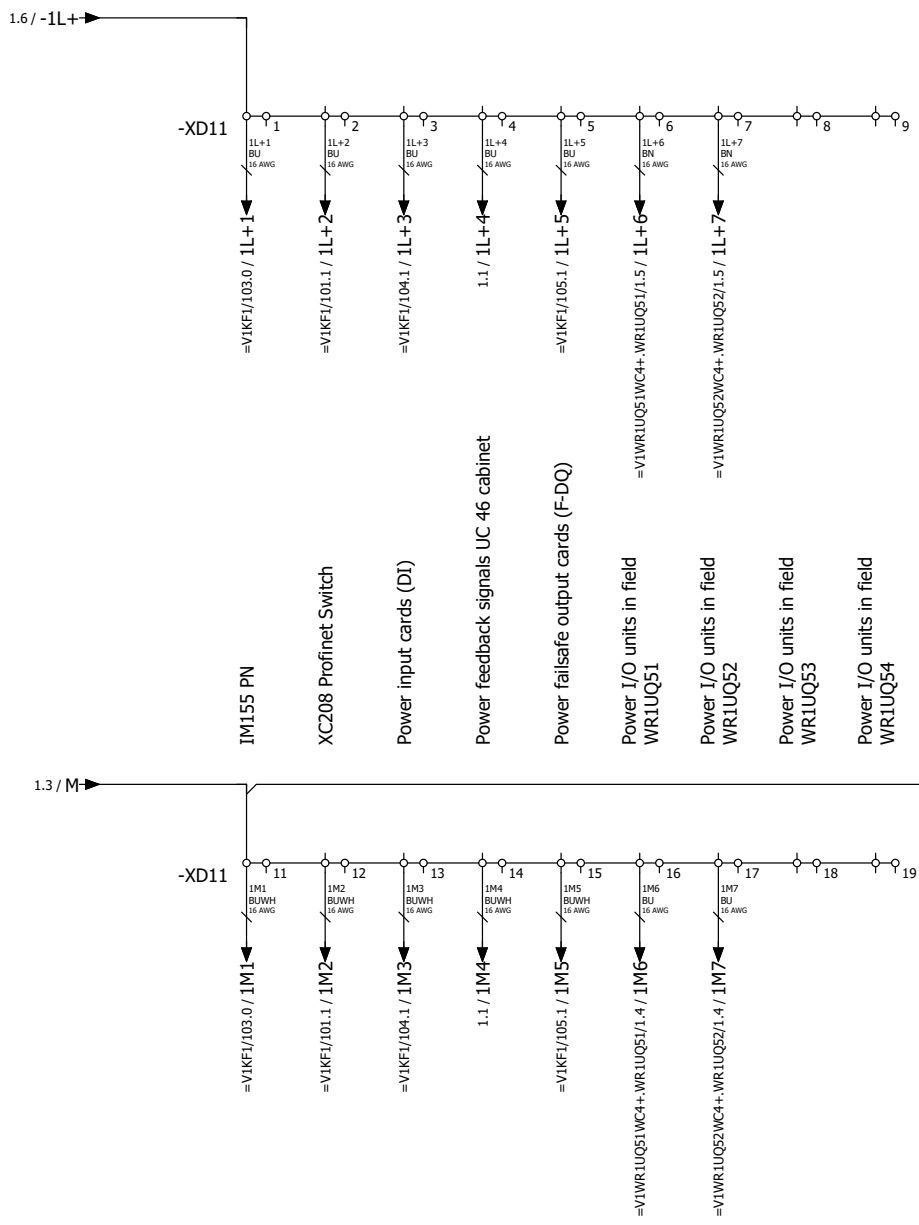 1.6 / -1L+
-XD11
1
2
3
4
5
6
7
8
9
1L+1
BU
16 AWG
1L+2
BU
16 AWG
1L+3
BU
16 AWG
1L+4
BU
16 AWG
1L+5
BU
16 AWG
1L+6
BN
16 AWG
1L+7
BN
16 AWG
=V1KF1/103.0 / 1L+1
=V1KF1/101.1 / 1L+2
=V1KF1/104.1 / 1L+3
1.1 / 1L+4
=V1KF1/105.1 / 1L+5
=V1WR1UQ51WC4+.WR1UQ51/1.5 / 1L+6
=V1WR1UQ52WC4+.WR1UQ52/1.5 / 1L+7
IM155 PN
XC208 Profinet Switch
Power input cards (DI)
Power feedback signals UC 46 cabinet
Power failsafe output cards (F-DQ)
Power I/O units in field
WR1UQ51
Power I/O units in field
WR1UQ52
Power I/O units in field
WR1UQ53
Power I/O units in field
WR1UQ54
1.3 / M
-XD11
11
12
13
14
15
16
17
18
19
1M1
BUWH
16 AWG
1M2
BUWH
16 AWG
1M3
BUWH
16 AWG
1M4
BUWH
16 AWG
1M5
BUWH
16 AWG
1M6
BU
16 AWG
1M7
BU
16 AWG
=V1KF1/103.0 / 1M1
=V1KF1/101.1 / 1M2
=V1KF1/104.1 / 1M3
1.1 / 1M4
=V1KF1/105.1 / 1M5
=V1WR1UQ51WC4+.WR1UQ51/1.4 / 1M6
=V1WR1UQ52WC4+.WR1UQ52/1.4 / 1M7